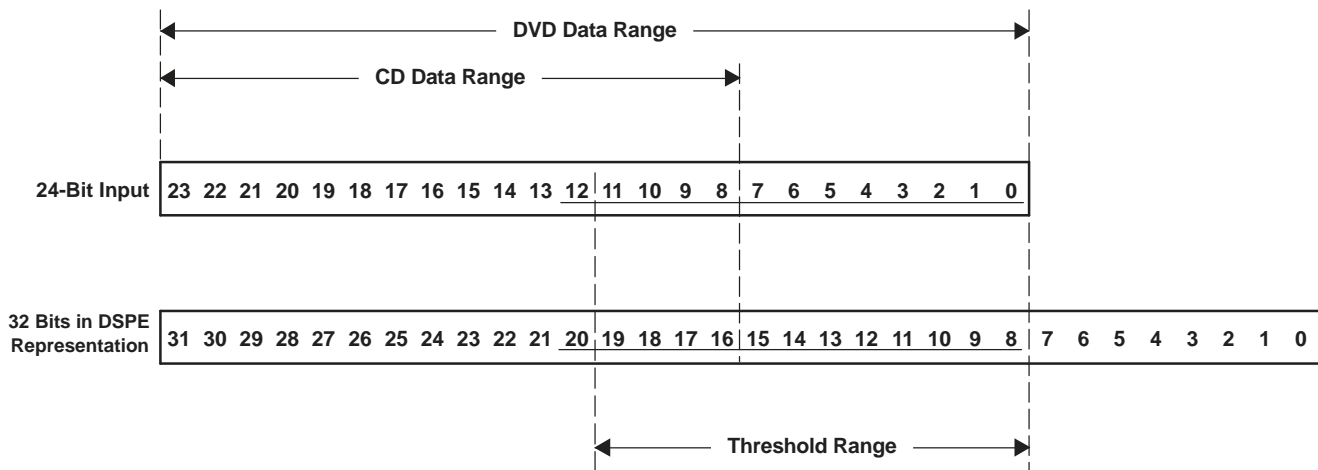 DVD Data Range
CD Data Range
24-Bit Input 23 22 21 20 19 18 17 16 15 14 13 12 11 10 9 8 7 6 5 4 3 2 1 0
32 Bits in DSPE
Representation
31 30 29 28 27 26 25 24 23 22 21 20 19 18 17 16 15 14 13 12 11 10 9 8 7 6 5 4 3 2 1 0
Threshold Range